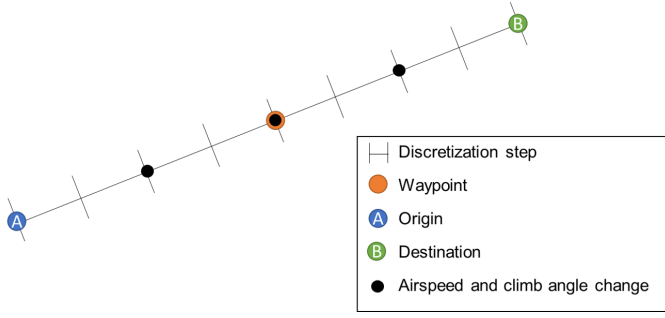 B
A
Discretization step
Waypoint
A Origin
B Destination
Airspeed and climb angle change